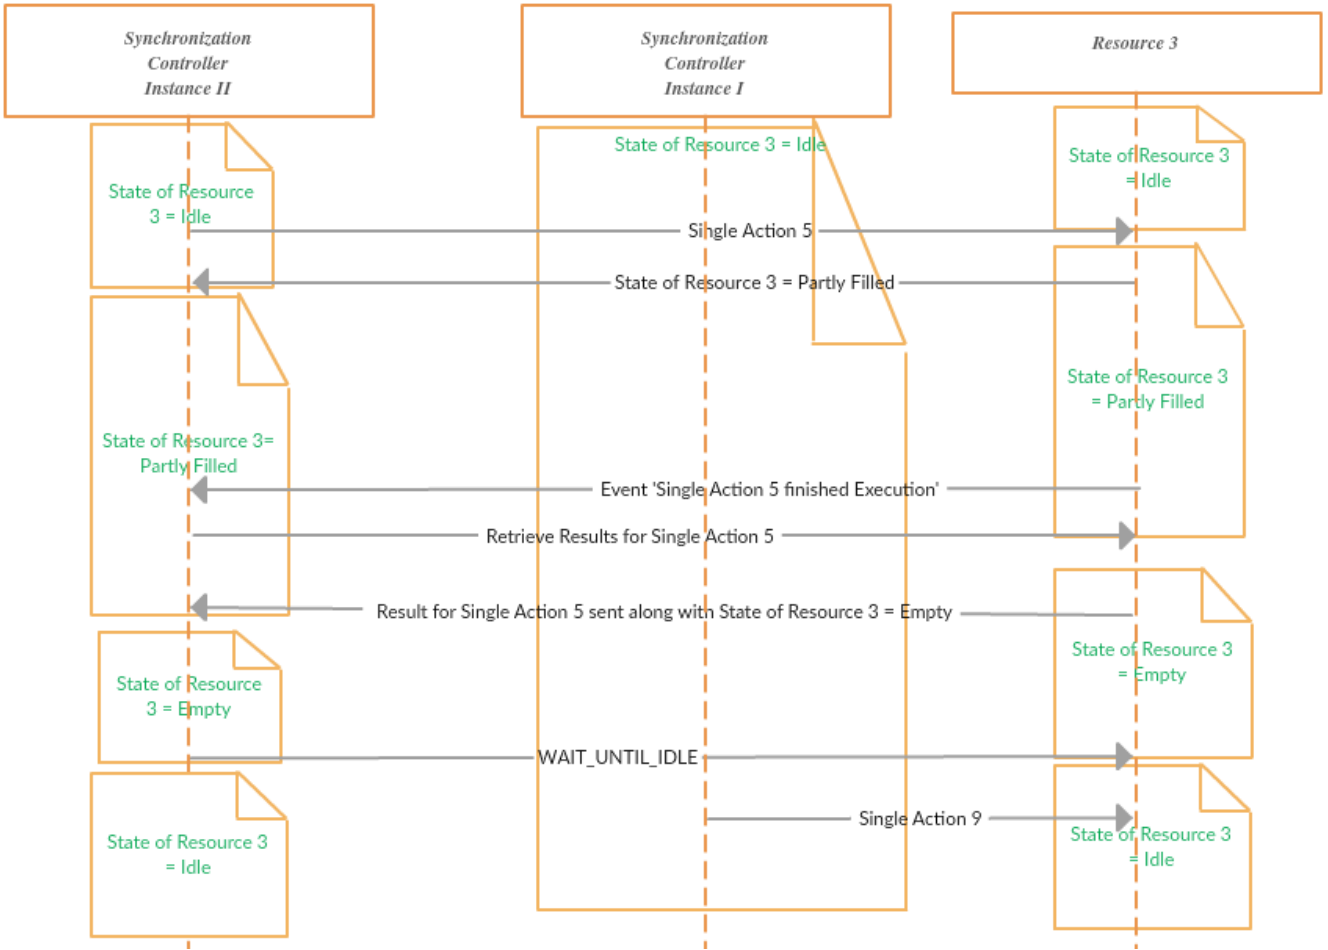 Synchronization
Controller
Instance II
Synchronization
Controller
Instance I
Resource 3
State of Resource 3 = Idle
State of Resource 3
= Idle
State of Resource
3 = Idle
Single Action 5
State of Resource 3 = Partly Filled
State of Resource 3
= Partly Filled
State of Resource 3=
Partly Filled
Event 'Single Action 5 finished Execution'
Retrieve Results for Single Action 5
Result for Single Action 5 sent along with State of Resource 3 = Empty
State of Resource 3
= Empty
State of Resource
3 = Empty
WAIT_UNTIL_IDLE
Single Action 9
State of Resource 3
= Idle
State of Resource 3
= Idle